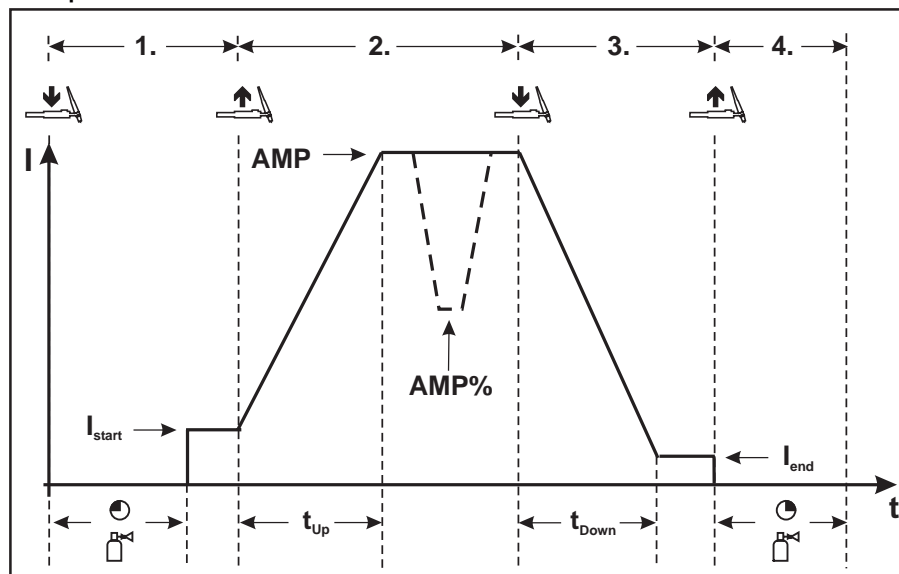 1. 2. 3. 4.
I
AMP
AMP%
Istart
Iend
t
tUp
tDown